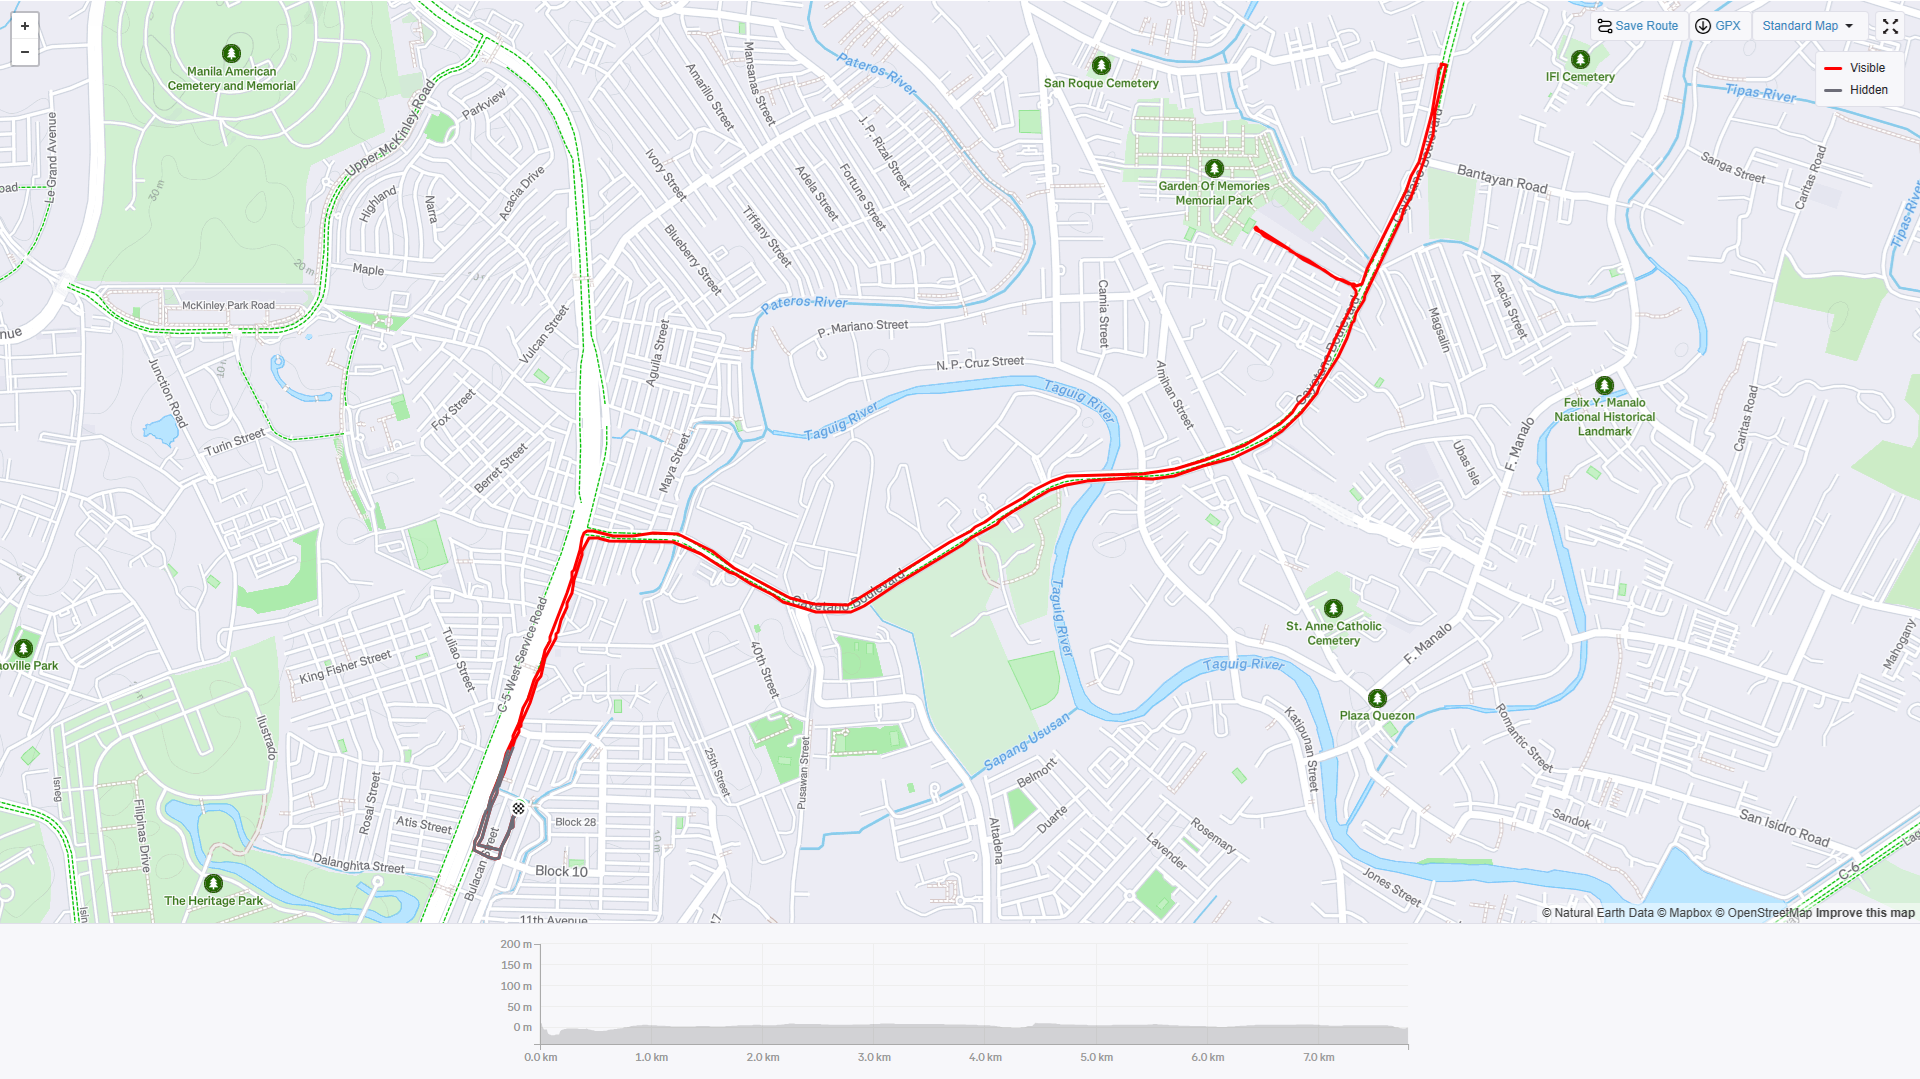 +
−
Save Route
GPX
Standard Map
Visible
Hidden
Manila American
Cemetery and Memorial
Le Grand Avenue
Upper McKinley Road
Parkview
Highland
Narra
Acacia Drive
Maple
McKinley Park Road
30 m
20 m
10 m
Mansanas Street
Amarillo Street
Pateros River
J. P. Rizal Street
Ivory Street
Adela Street
Fortune Street
Tiffany Street
Blueberry Street
San Roque Cemetery
IFI Cemetery
Tipas River
Garden Of Memories
Memorial Park
Bantayan Road
Sanga Street
Caritas Road
Tipas River
Cayetano Boulevard
Pateros River
P. Mariano Street
N. P. Cruz Street
Camia Street
Amihan Street
Cayetano Boulevard
Magsalin
Acacia Street
Vulcan Street
Aguila Street
Junction Road
Turin Street
Fox Street
Berret Street
Maya Street
Taguig River
Taguig River
Felix Y. Manalo
National Historical
Landmark
F. Manalo
Ubas Isle
Caritas Road
Cayetano Boulevard
Taguig River
St. Anne Catholic
Cemetery
F. Manalo
Mahogany
C-5 West Service Road
Tuliao Street
King Fisher Street
40th Street
Taguig River
Plaza Quezon
Katipunan Street
Romantic Street
Sapang Ususan
Belmont
Duarte
Ilustrado
Isneg
Filipinas Drive
Rosal Street
Atis Street
Dalanghita Street
The Heritage Park
Bulacan Street
Block 28
Block 10
11th Avenue
25th Street
Pusawan Street
10 m
Altadena
Lavender
Rosemary
Jones Street
Sandok
San Isidro Road
C-6
© Natural Earth Data © Mapbox © OpenStreetMap Improve this map
200 m
150 m
100 m
50 m
0 m
0.0 km
1.0 km
2.0 km
3.0 km
4.0 km
5.0 km
6.0 km
7.0 km